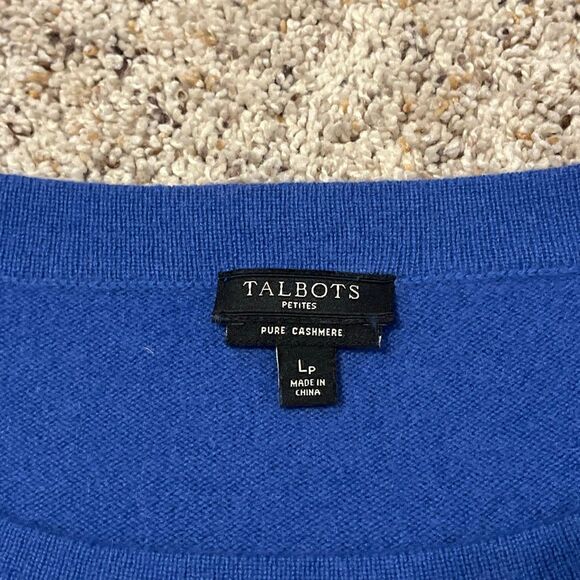 TALBOTS
PETITES
PURE CASHMERE
LP
MADE IN
CHINA